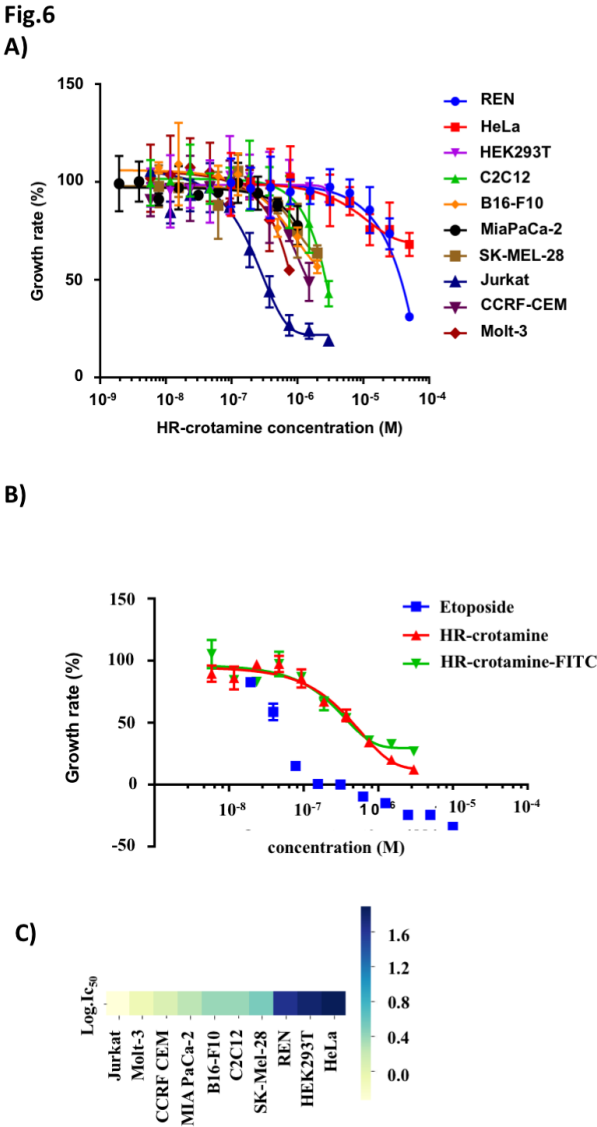 Fig.6
A)
150
100
50
0
Growth rate (%)
10-9
10-8
10-7
10-6
10-5
10-4
HR-crotamine concentration (M)
REN
HeLa
HEK293T
C2C12
B16-F10
MiaPaCa-2
SK-MEL-28
Jurkat
CCRF-CEM
Molt-3
B)
150
100
50
0
-50
Growth rate (%)
10-8
10-7
10-6
10-5
10-4
concentration (M)
Etoposide
HR-crotamine
HR-crotamine-FITC
C)
Log.Ic50
Jurkat
Molt-3
CCRF CEM
MIA PaCa-2
B16-F10
C2C12
SK-Mel-28
REN
HEK293T
HeLa
1.6
1.2
0.8
0.4
0.0